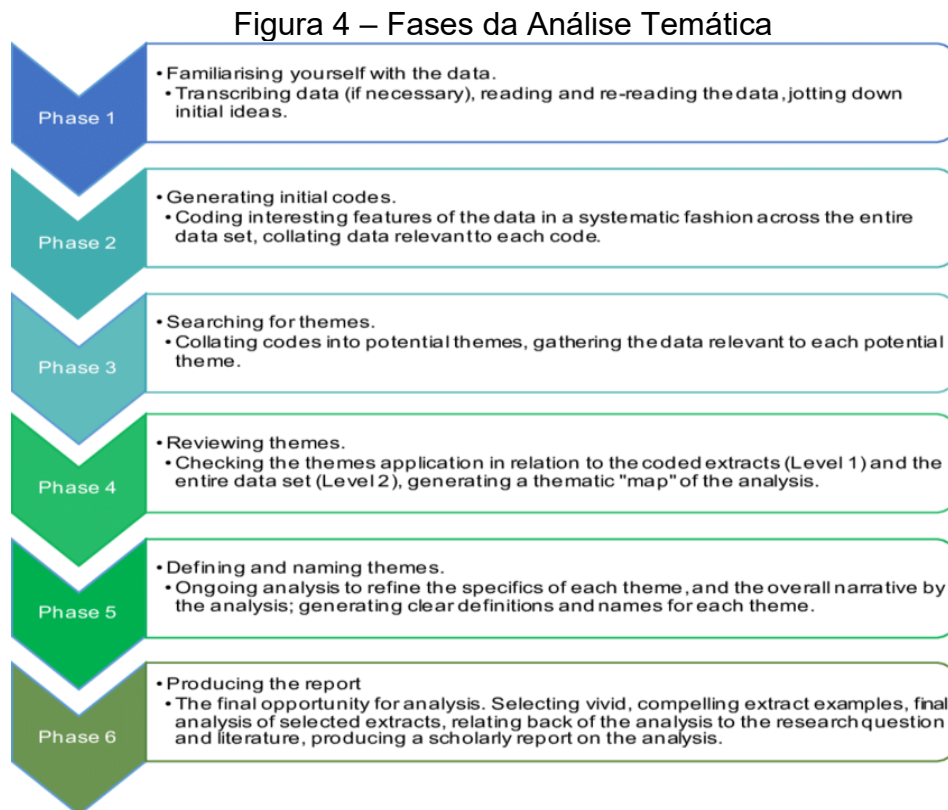 Figura 4 – Fases da Análise Temática
Phase 1
• Familiarising yourself with the data.
• Transcribing data (if necessary), reading and re-reading the data, jotting down
initial ideas.
Phase 2
• Generating initial codes.
• Coding interesting features of the data in a systematic fashion across the entire
data set, collating data relevant to each code.
Phase 3
• Searching for themes.
• Collating codes into potential themes, gathering the data relevant to each potential
theme.
Phase 4
• Reviewing themes.
• Checking the themes application in relation to the coded extracts (Level 1) and the
entire data set (Level 2), generating a thematic "map" of the analysis.
Phase 5
• Defining and naming themes.
• Ongoing analysis to refine the specifics of each theme, and the overall narrative by
the analysis; generating clear definitions and names for each theme.
Phase 6
• Producing the report
• The final opportunity for analysis. Selecting vivid, compelling extract examples, final
analysis of selected extracts, relating back of the analysis to the research question
and literature, producing a scholarly report on the analysis.